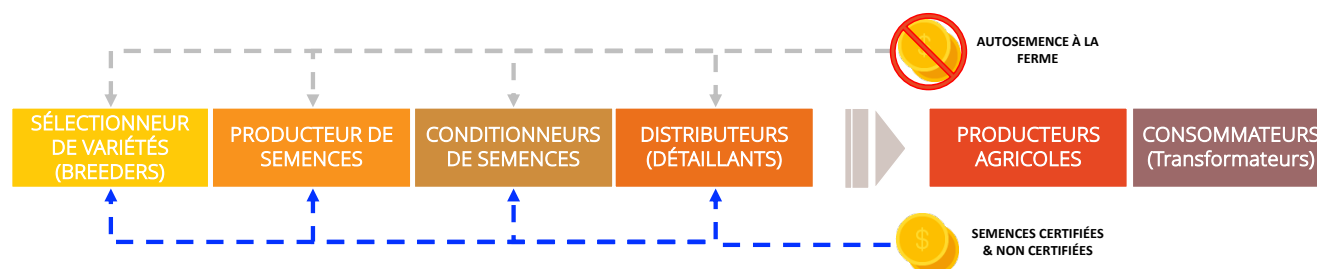 AUTOSEMENCE À LA
FERME
SÉLECTIONEUR
DE VARIÉTÉS
(BREEDERS)
PRODUCTEUR DE
SEMENCES
CONDITIONNEURS
DE SEMENCES
DISTRIBUTEURS
(DÉTAILLANTS)
PRODUCTEURS
AGRICOLES
CONSOMMATEURS
(Transformateurs)
$
SEMENCES CERTIFIÉES
& NON CERTIFIÉES